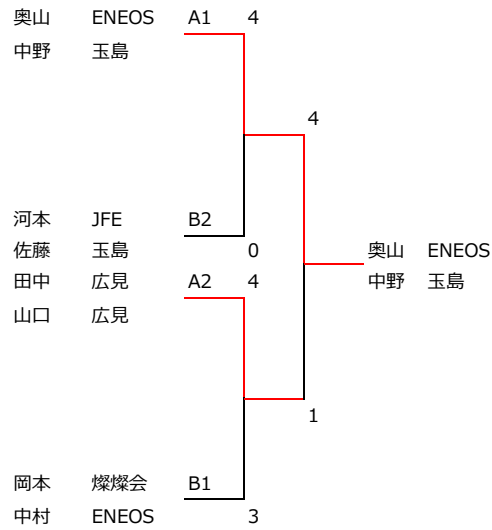 奥山 ENEOS A1 4
中野 玉島
4
河本 JFE B2
佐藤 玉島 0 奥山 ENEOS
田中 広見 A2 4 中野 玉島
山口 広見
1
岡本 燦燦会 B1
中村 ENEOS 3